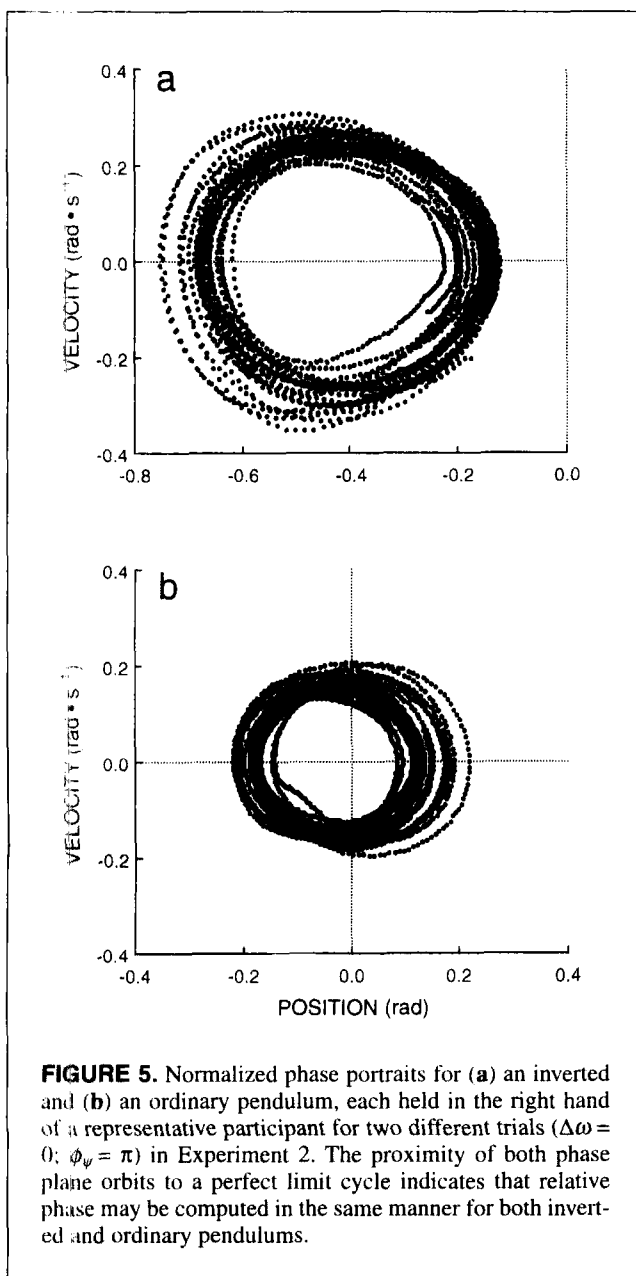 a
0.4
0.2
0.0
-0.2
-0.4
VELOCITY (rad • s⁻¹)
-0.8 -0.6 -0.4 -0.2 0.0
b
0.4
0.2
0.0
-0.2
-0.4
VELOCITY (rad • s⁻¹)
-0.4 -0.2 0.0 0.2 0.4
POSITION (rad)
FIGURE 5. Normalized phase portraits for (a) an inverted
and (b) an ordinary pendulum, each held in the right hand
of a representative participant for two different trials (Δω =
0; ϕψ = π) in Experiment 2. The proximity of both phase
plane orbits to a perfect limit cycle indicates that relative
phase may be computed in the same manner for both invert-
ed and ordinary pendulums.